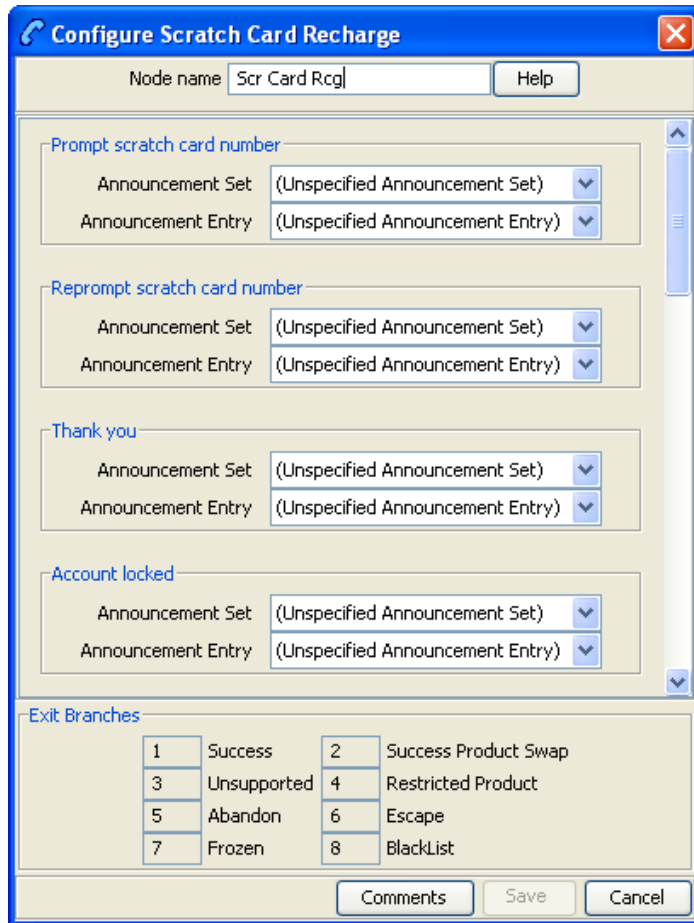 Configure Scratch Card Recharge
Node name Scr Card Rcg Help
Prompt scratch card number
Announcement Set (Unspecified Announcement Set)
Announcement Entry (Unspecified Announcement Entry)
Reprompt scratch card number
Announcement Set (Unspecified Announcement Set)
Announcement Entry (Unspecified Announcement Entry)
Thank you
Announcement Set (Unspecified Announcement Set)
Announcement Entry (Unspecified Announcement Entry)
Account locked
Announcement Set (Unspecified Announcement Set)
Announcement Entry (Unspecified Announcement Entry)
Exit Branches
1 Success 2 Success Product Swap
3 Unsupported 4 Restricted Product
5 Abandon 6 Escape
7 Frozen 8 BlackList
Comments Save Cancel